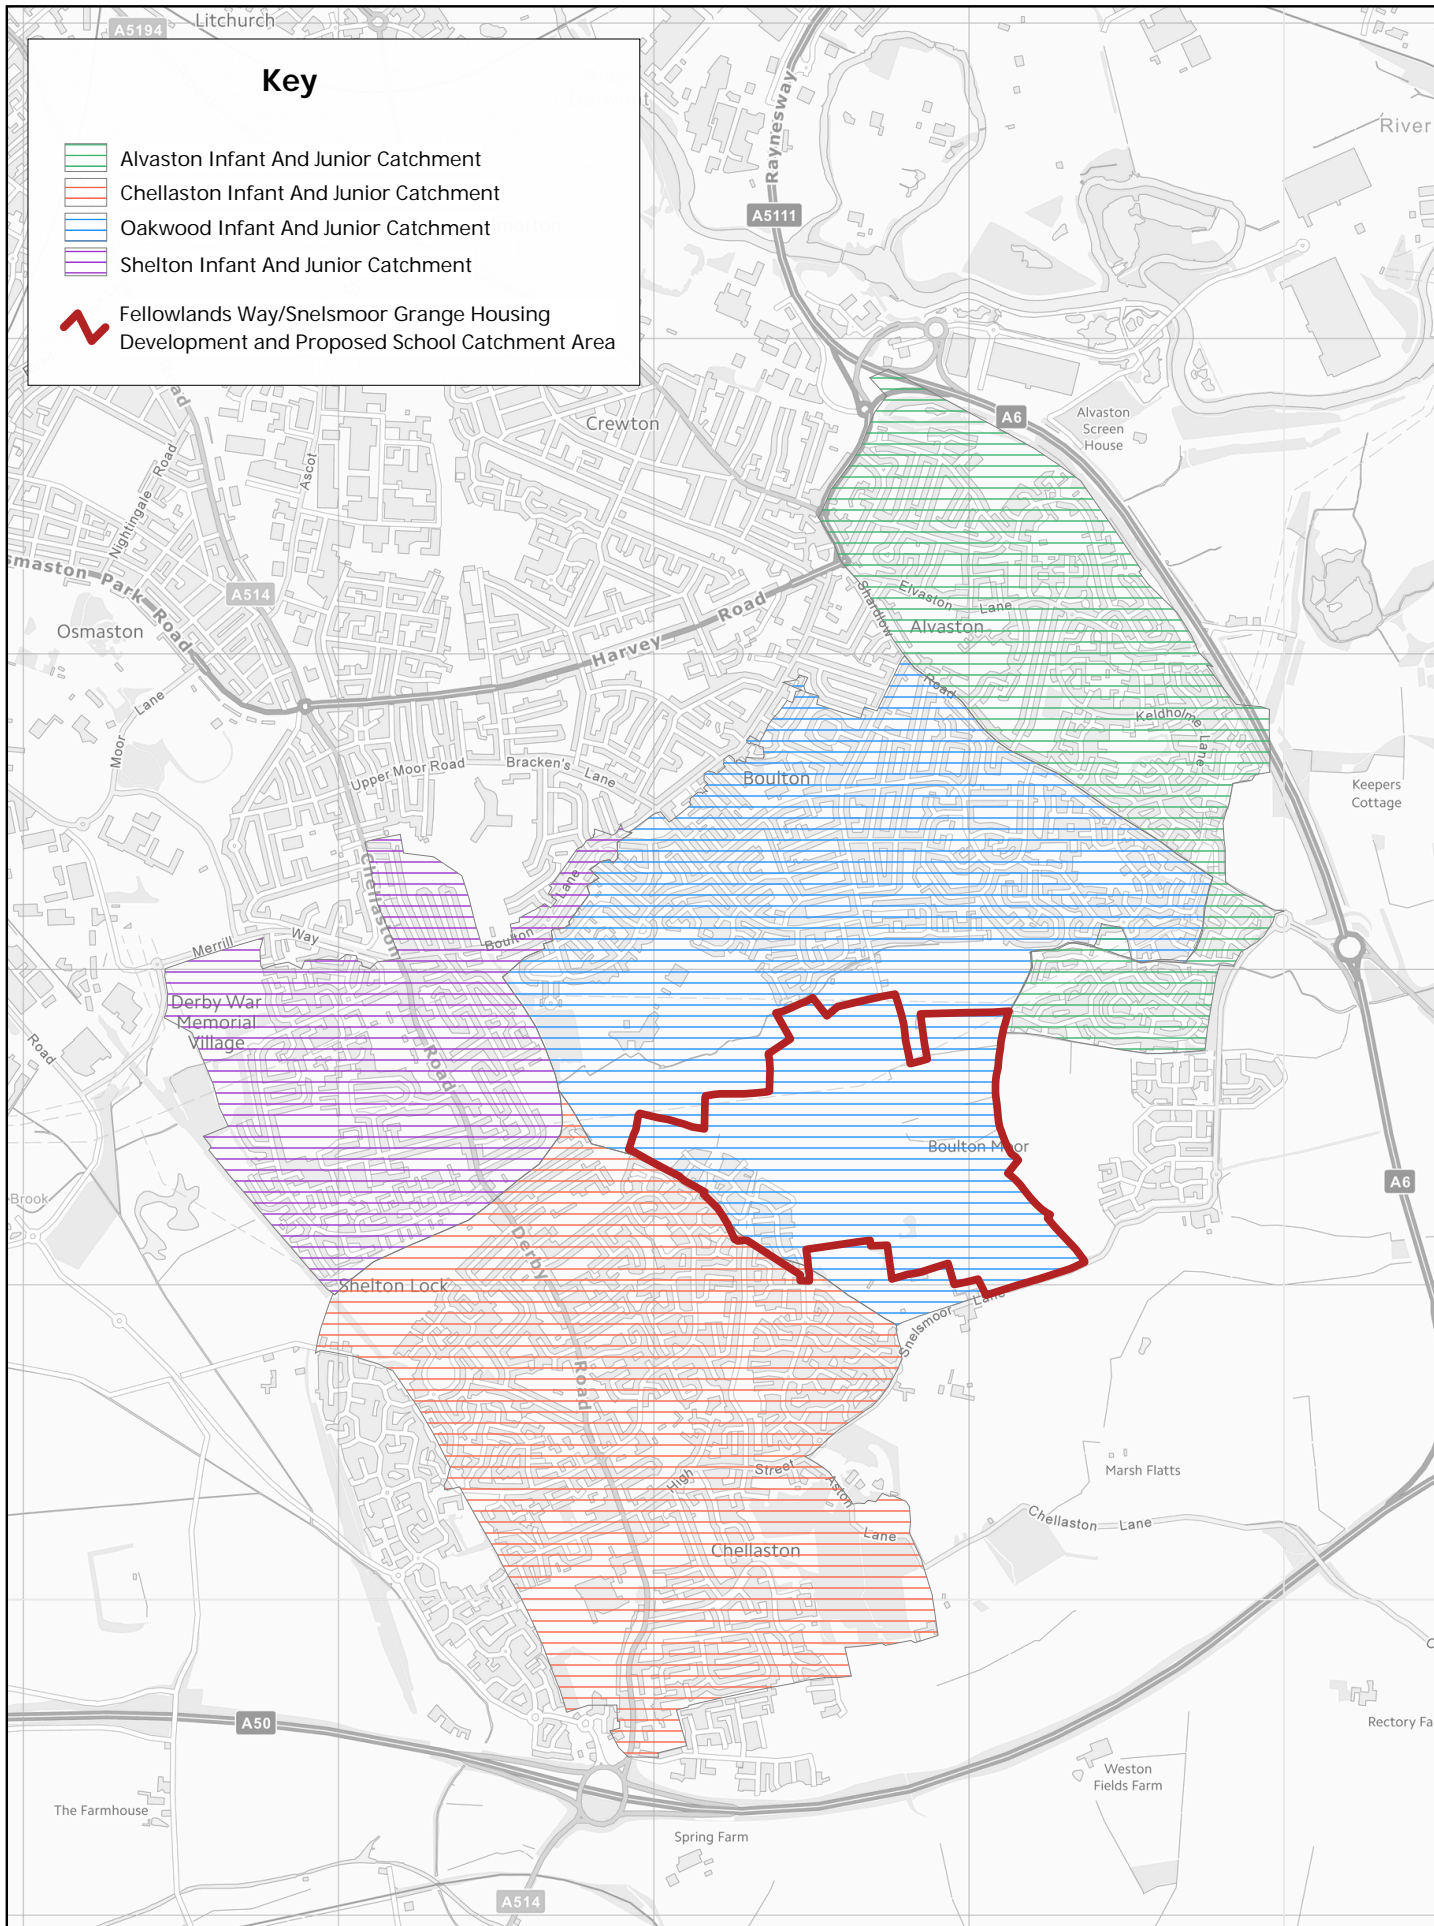 Litchurch
A5194
Key
Alvaston Infant And Junior Catchment
Chellaston Infant And Junior Catchment
Oakwood Infant And Junior Catchment
Shelton Infant And Junior Catchment
Fellowlands Way/Snelsmoor Grange Housing
Development and Proposed School Catchment Area
Raynesway
River
A5111
A6
Alvaston
Screen
House
Crewton
Ascot
Nightingale Road
smaston Park Road
A514
Osmaston
Harvey Road
Shardlow
Road
Elvaston Lane
Alvaston
Moor Lane
Keldholme Lane
Upper Moor Road
Bracken's Lane
Boulton
Keepers
Cottage
Chellaston
Road
Boulton Lane
Merrill Way
Derby War
Memorial
Village
Road
Boulton Moor
A6
Brook
Derby
Road
Shelton Lock
Snelsmoor Lane
High Street
Aston
Lane
Marsh Flatts
Chellaston Lane
Chellaston
A50
Rectory Fa
Weston
Fields Farm
The Farmhouse
Spring Farm
A514